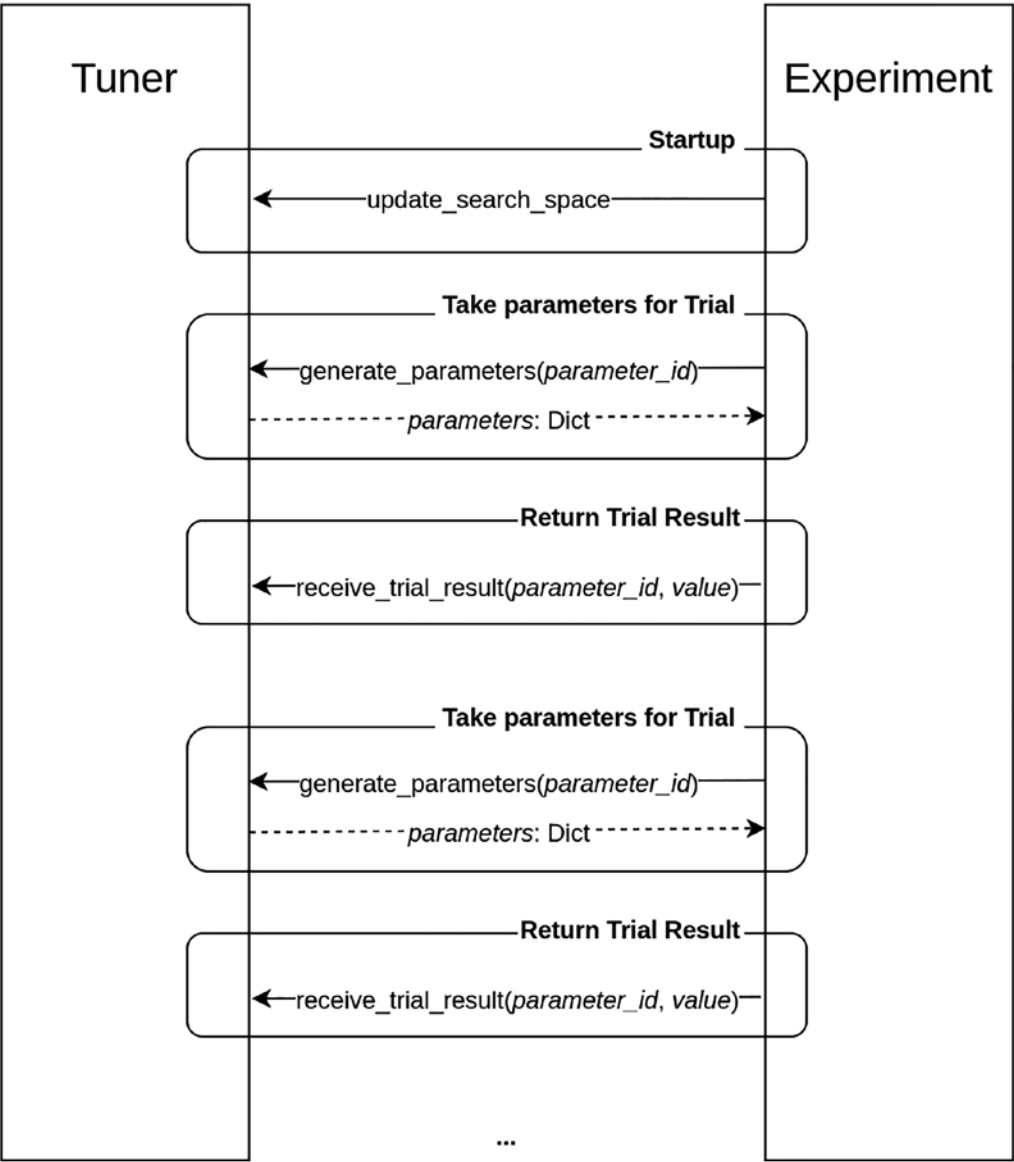 Tuner
Experiment
Startup
update_search_space
Take parameters for Trial
generate_parameters(parameter_id)
parameters: Dict
Return Trial Result
receive_trial_result(parameter_id, value)
Take parameters for Trial
generate_parameters(parameter_id)
parameters: Dict
Return Trial Result
receive_trial_result(parameter_id, value)
...